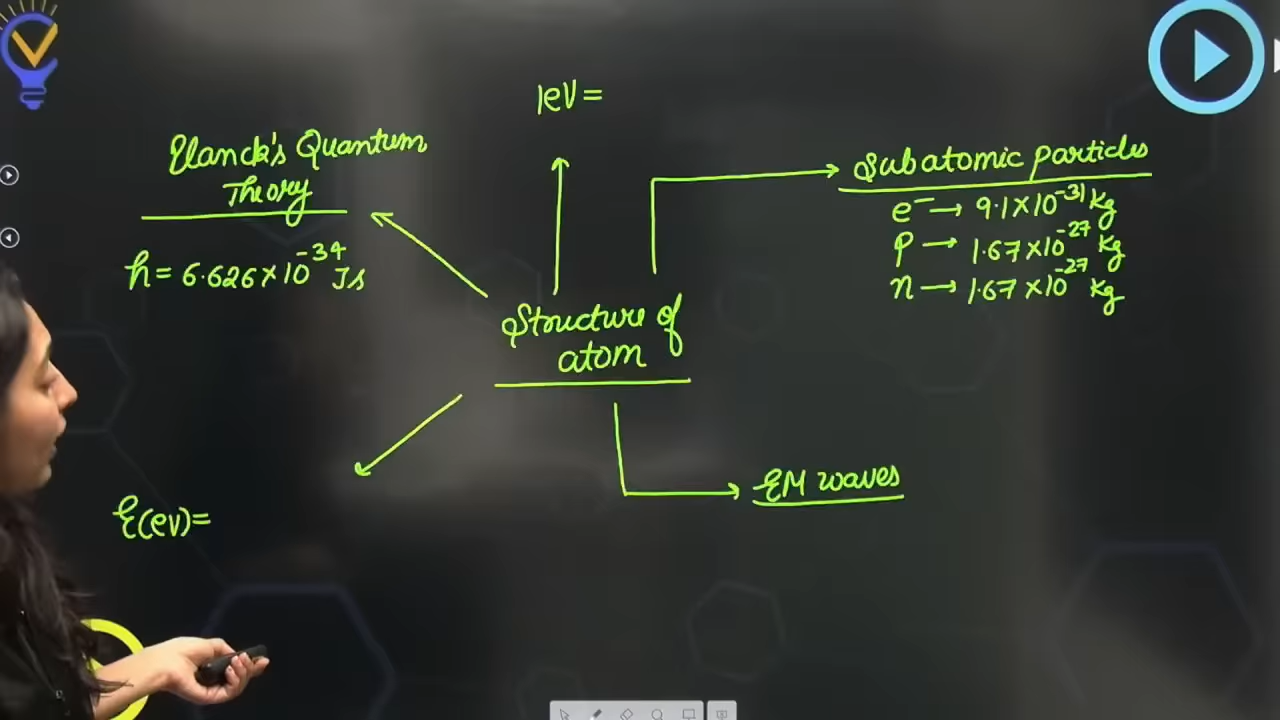 1eV =
Planck's Quantum
Theory
h = 6.626×10⁻³⁴ Js
Subatomic particles
e⁻ → 9.1×10⁻³¹ Kg
p → 1.67×10⁻²⁷ Kg
n → 1.67×10⁻²⁷ Kg
Structure of
atom
E(ev)=
EM waves